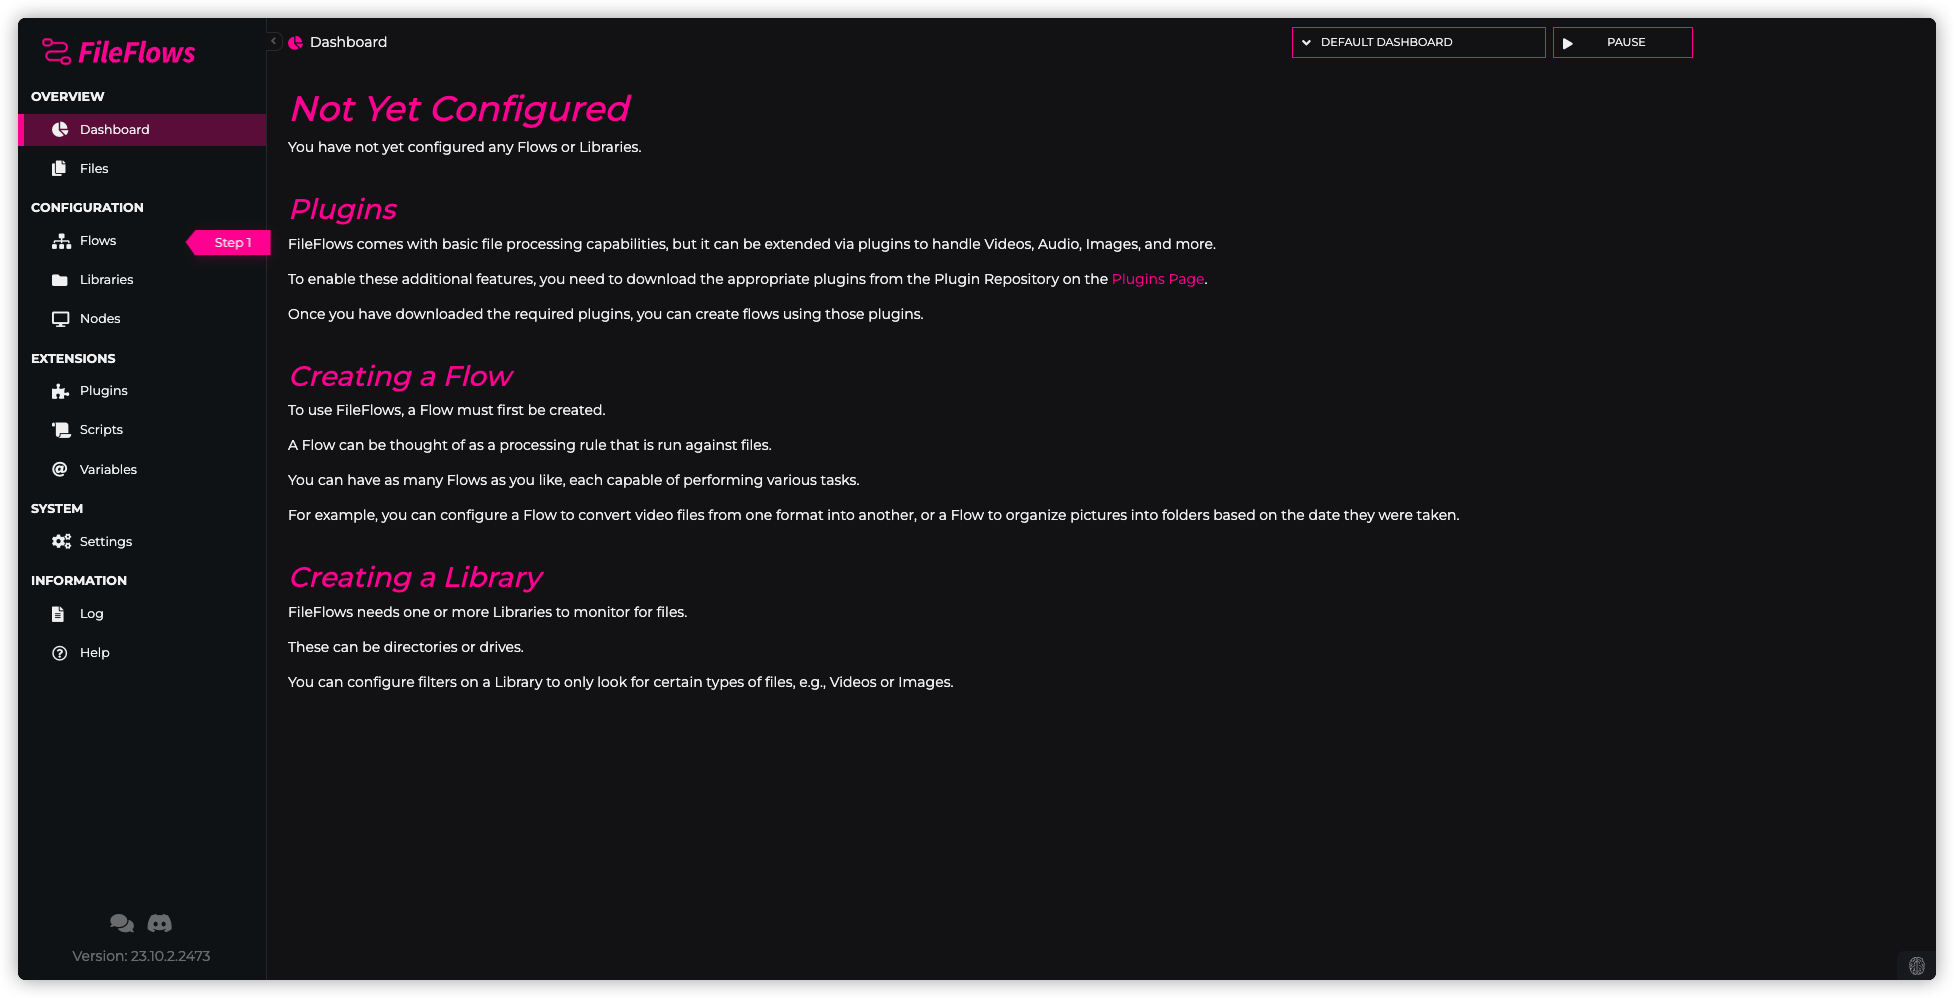 FileFlows
OVERVIEW
Dashboard
Files
CONFIGURATION
Flows
Step 1
Libraries
Nodes
EXTENSIONS
Plugins
Scripts
Variables
SYSTEM
Settings
INFORMATION
Log
Help
Version: 23.10.2.2473
Dashboard
DEFAULT DASHBOARD
PAUSE
Not Yet Configured
You have not yet configured any Flows or Libraries.
Plugins
FileFlows comes with basic file processing capabilities, but it can be extended via plugins to handle Videos, Audio, Images, and more.
To enable these additional features, you need to download the appropriate plugins from the Plugin Repository on the Plugins Page.
Once you have downloaded the required plugins, you can create flows using those plugins.
Creating a Flow
To use FileFlows, a Flow must first be created.
A Flow can be thought of as a processing rule that is run against files.
You can have as many Flows as you like, each capable of performing various tasks.
For example, you can configure a Flow to convert video files from one format into another, or a Flow to organize pictures into folders based on the date they were taken.
Creating a Library
FileFlows needs one or more Libraries to monitor for files.
These can be directories or drives.
You can configure filters on a Library to only look for certain types of files, e.g., Videos or Images.